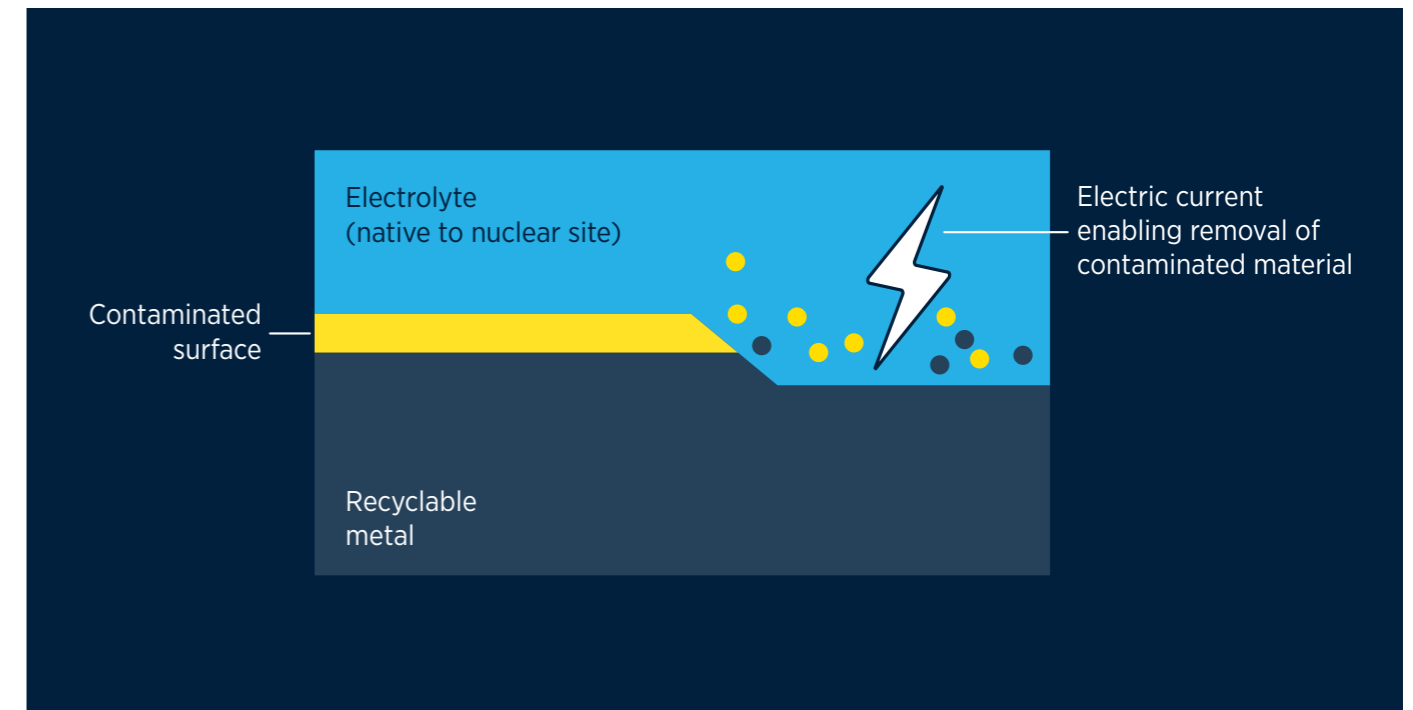 Electrolyte
(native to nuclear site)
Electric current
enabling removal of
contaminated material
Contaminated
surface
Recyclable
metal